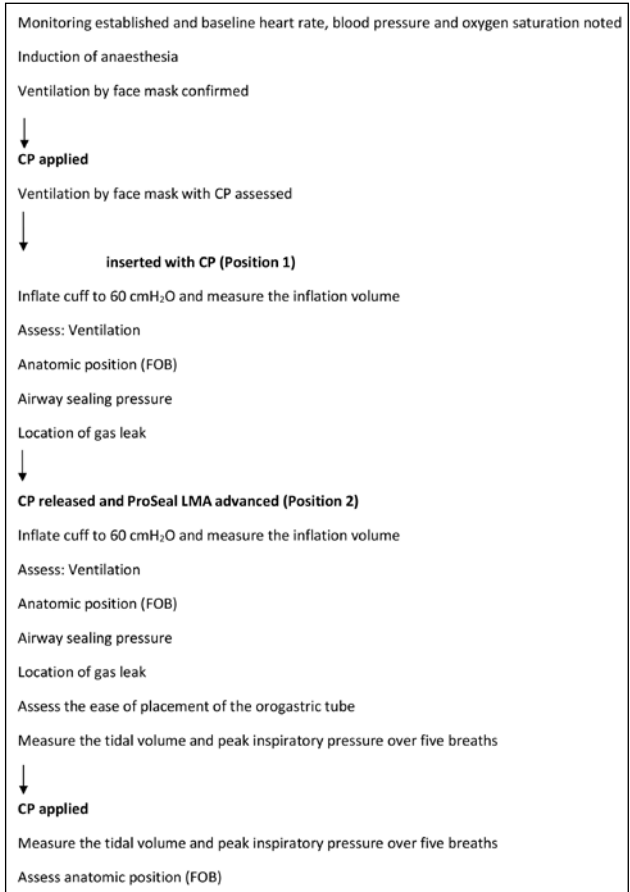 Monitoring established and baseline heart rate, blood pressure and oxygen saturation noted
Induction of anaesthesia
Ventilation by face mask confirmed
CP applied
Ventilation by face mask with CP assessed
inserted with CP (Position 1)
Inflate cuff to 60 cmH₂O and measure the inflation volume
Assess: Ventilation
Anatomic position (FOB)
Airway sealing pressure
Location of gas leak
CP released and ProSeal LMA advanced (Position 2)
Inflate cuff to 60 cmH₂O and measure the inflation volume
Assess: Ventilation
Anatomic position (FOB)
Airway sealing pressure
Location of gas leak
Assess the ease of placement of the orogastric tube
Measure the tidal volume and peak inspiratory pressure over five breaths
CP applied
Measure the tidal volume and peak inspiratory pressure over five breaths
Assess anatomic position (FOB)